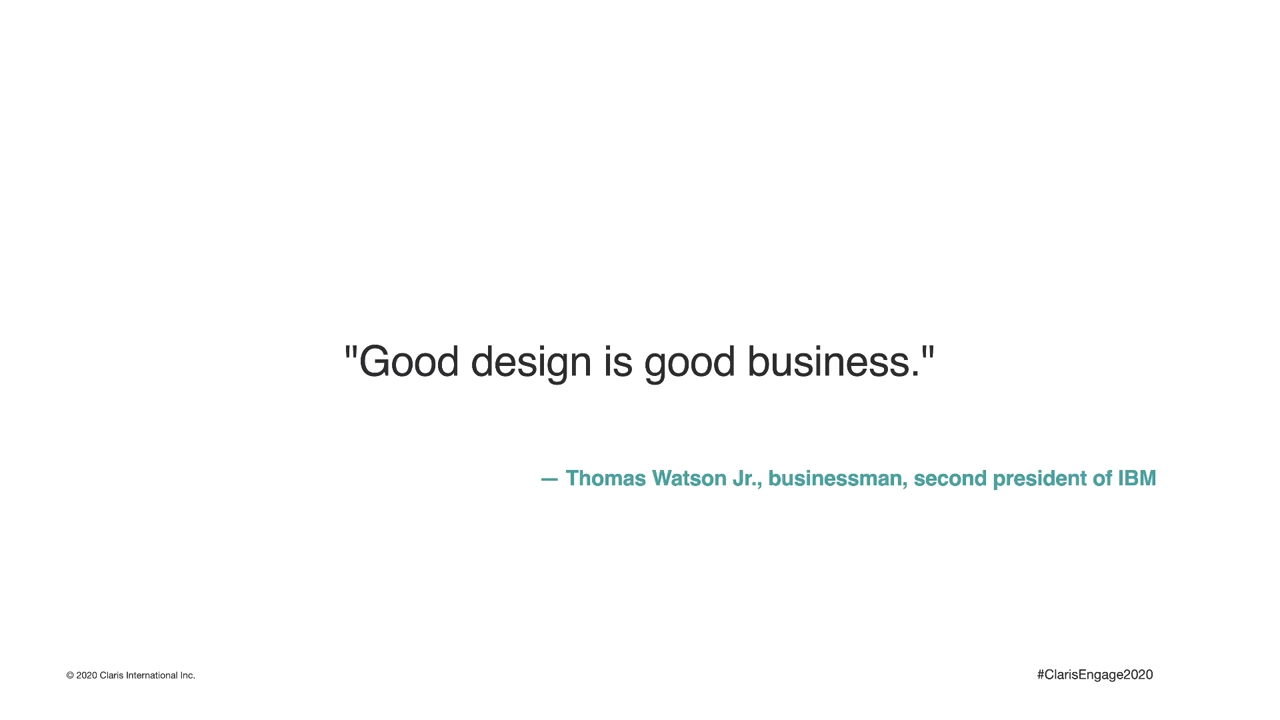 "Good design is good business."
— Thomas Watson Jr., businessman, second president of IBM
© 2020 Claris International Inc.
#ClarisEngage2020